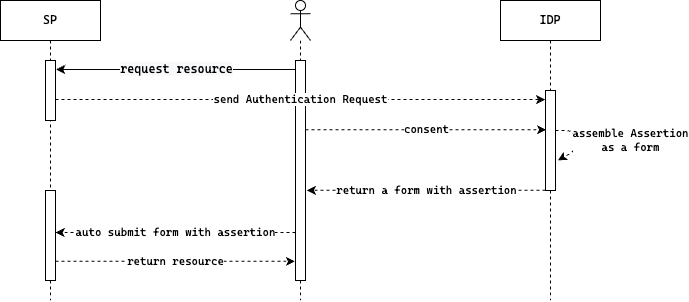 SP
IDP
request resource
send Authentication Request
consent
assemble Assertion
as a form
return a form with assertion
auto submit form with assertion
return resource